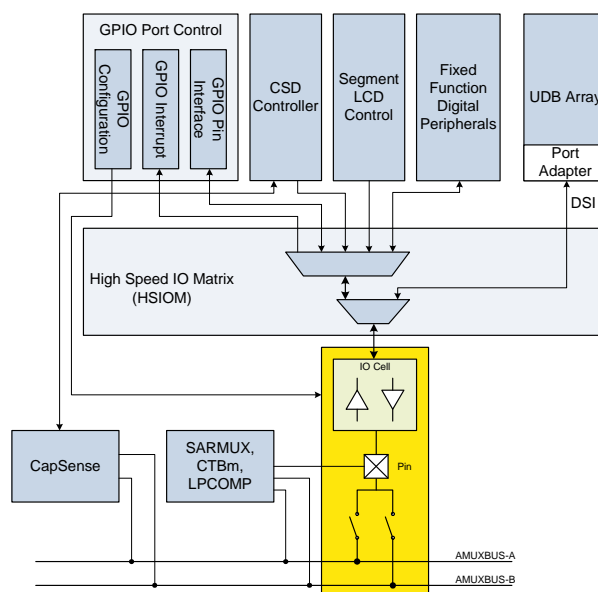 GPIO Port Control
GPIO
Configuration
GPIO Interrupt
GPIO Pin
Interface
CSD
Controller
Segment
LCD
Control
Fixed
Function
Digital
Peripherals
UDB Array
Port
Adapter
DSI
High Speed IO Matrix
(HSIOM)
IO Cell
CapSense
SARMUX,
CTBm,
LPCOMP
Pin
AMUXBUS-A
AMUXBUS-B